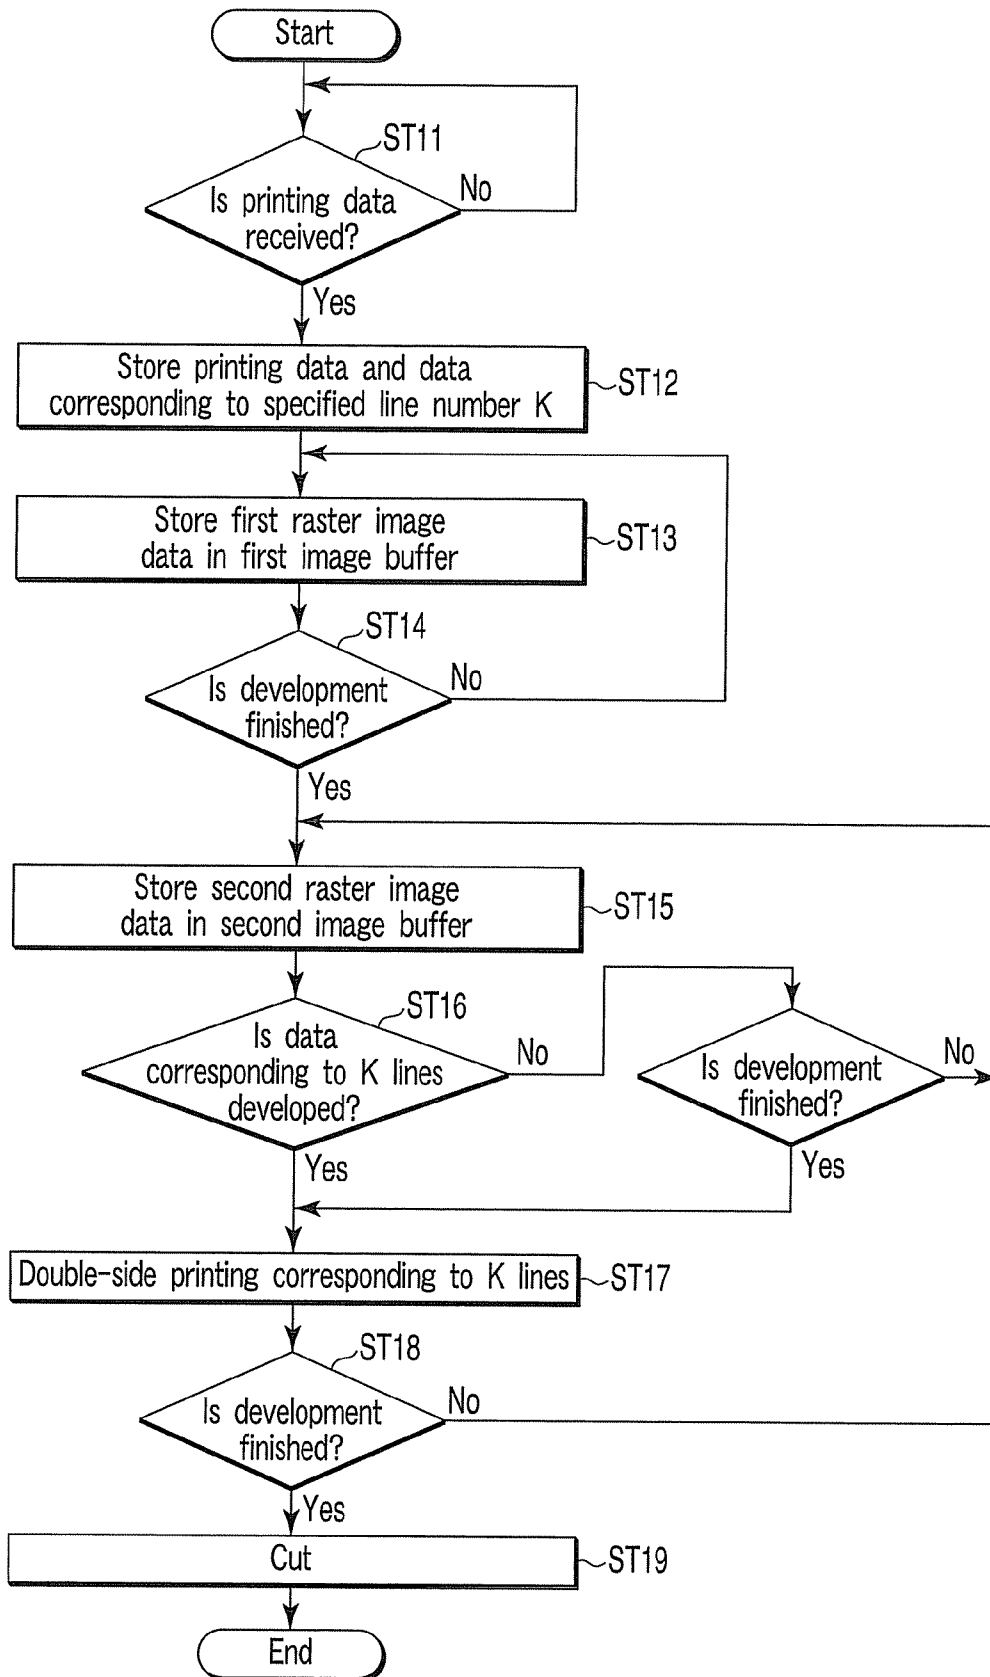 Start
ST11
Is printing data
received?
No
Yes
Store printing data and data
corresponding to specified line number K
ST12
Store first raster image
data in first image buffer
ST13
ST14
Is development
finished?
No
Yes
Store second raster image
data in second image buffer
ST15
ST16
Is data
corresponding to K lines
developed?
No
Yes
Is development
finished?
No
Yes
Double-side printing corresponding to K lines
ST17
ST18
Is development
finished?
No
Yes
Cut
ST19
End